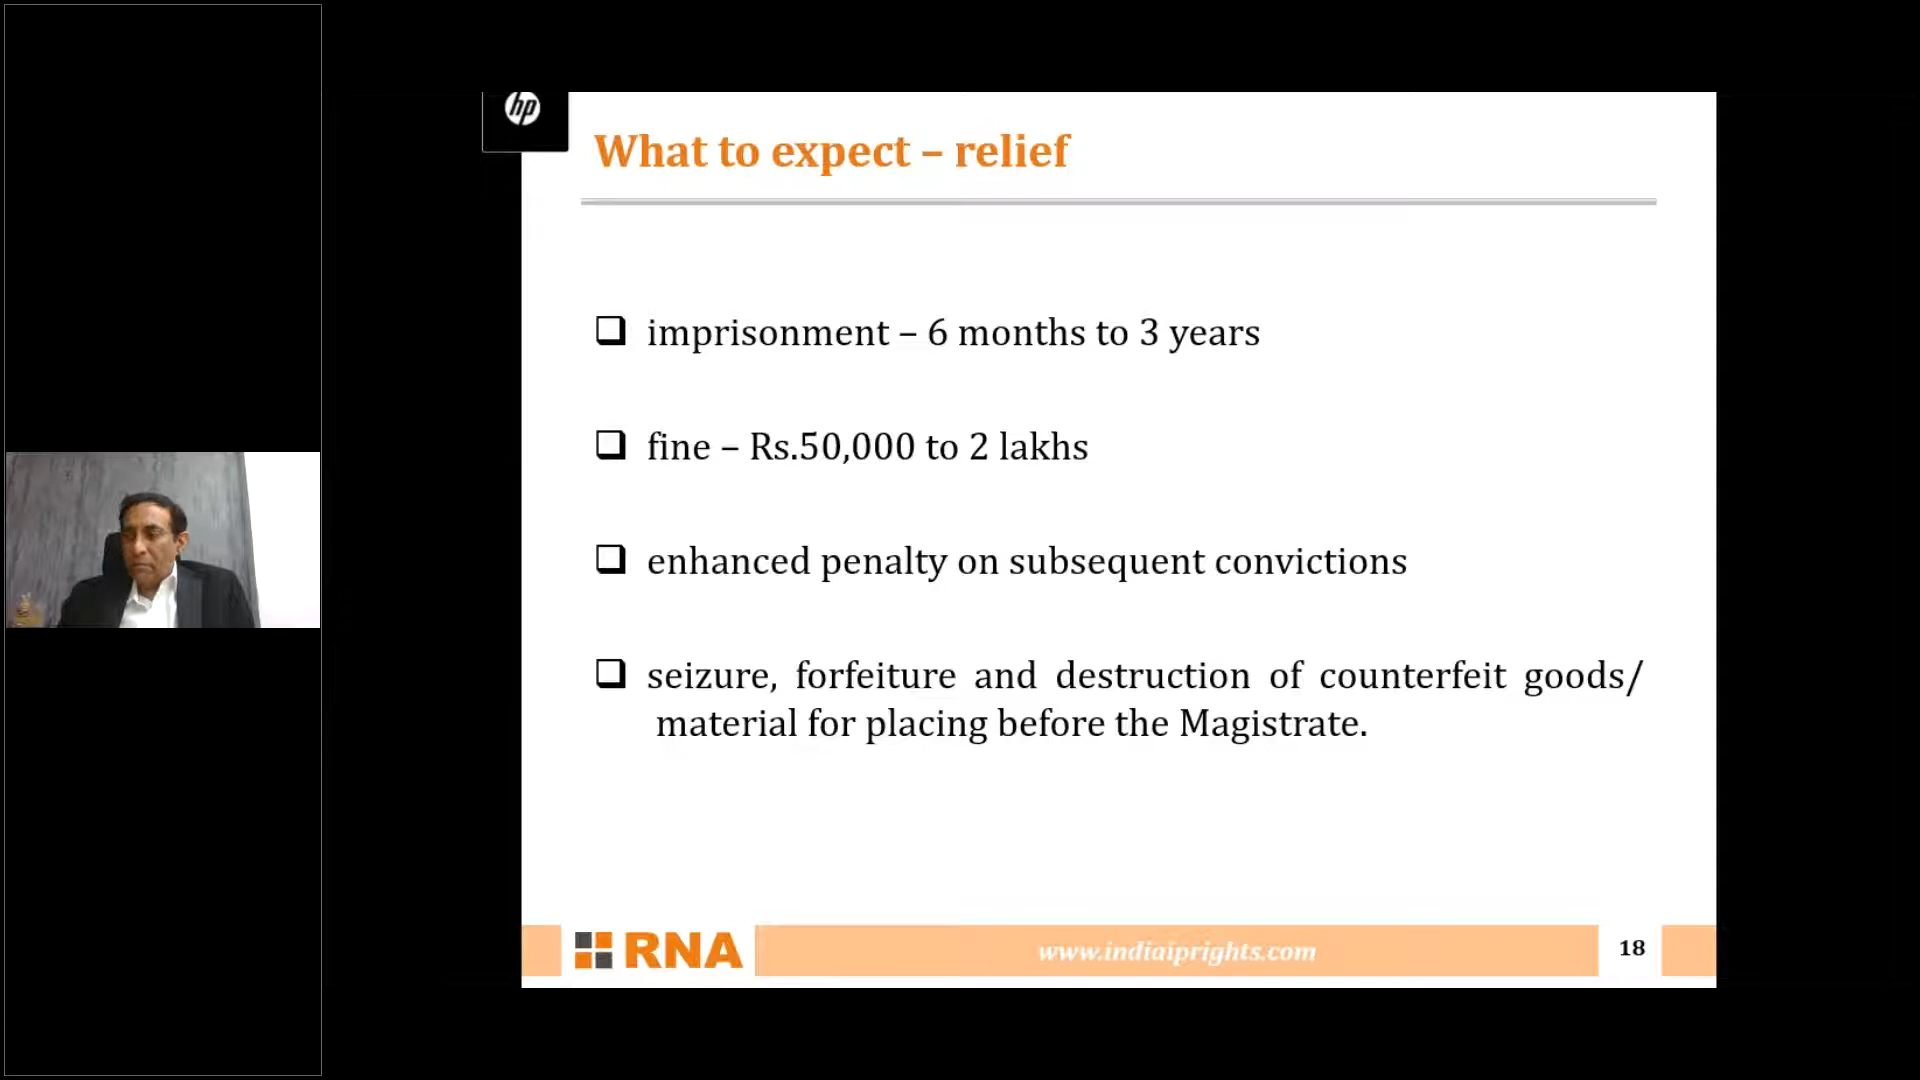 hp
What to expect – relief
imprisonment – 6 months to 3 years
fine – Rs.50,000 to 2 lakhs
enhanced penalty on subsequent convictions
seizure, forfeiture and destruction of counterfeit goods/
material for placing before the Magistrate.
RNA
www.indiaiprights.com
18